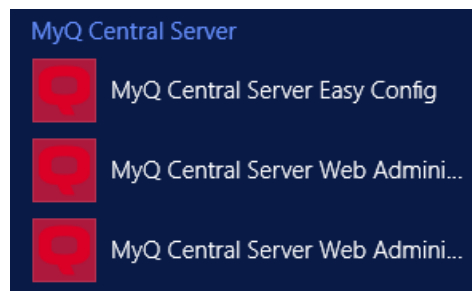 MyQ Central Server
MyQ Central Server Easy Config
MyQ Central Server Web Admini...
MyQ Central Server Web Admini...